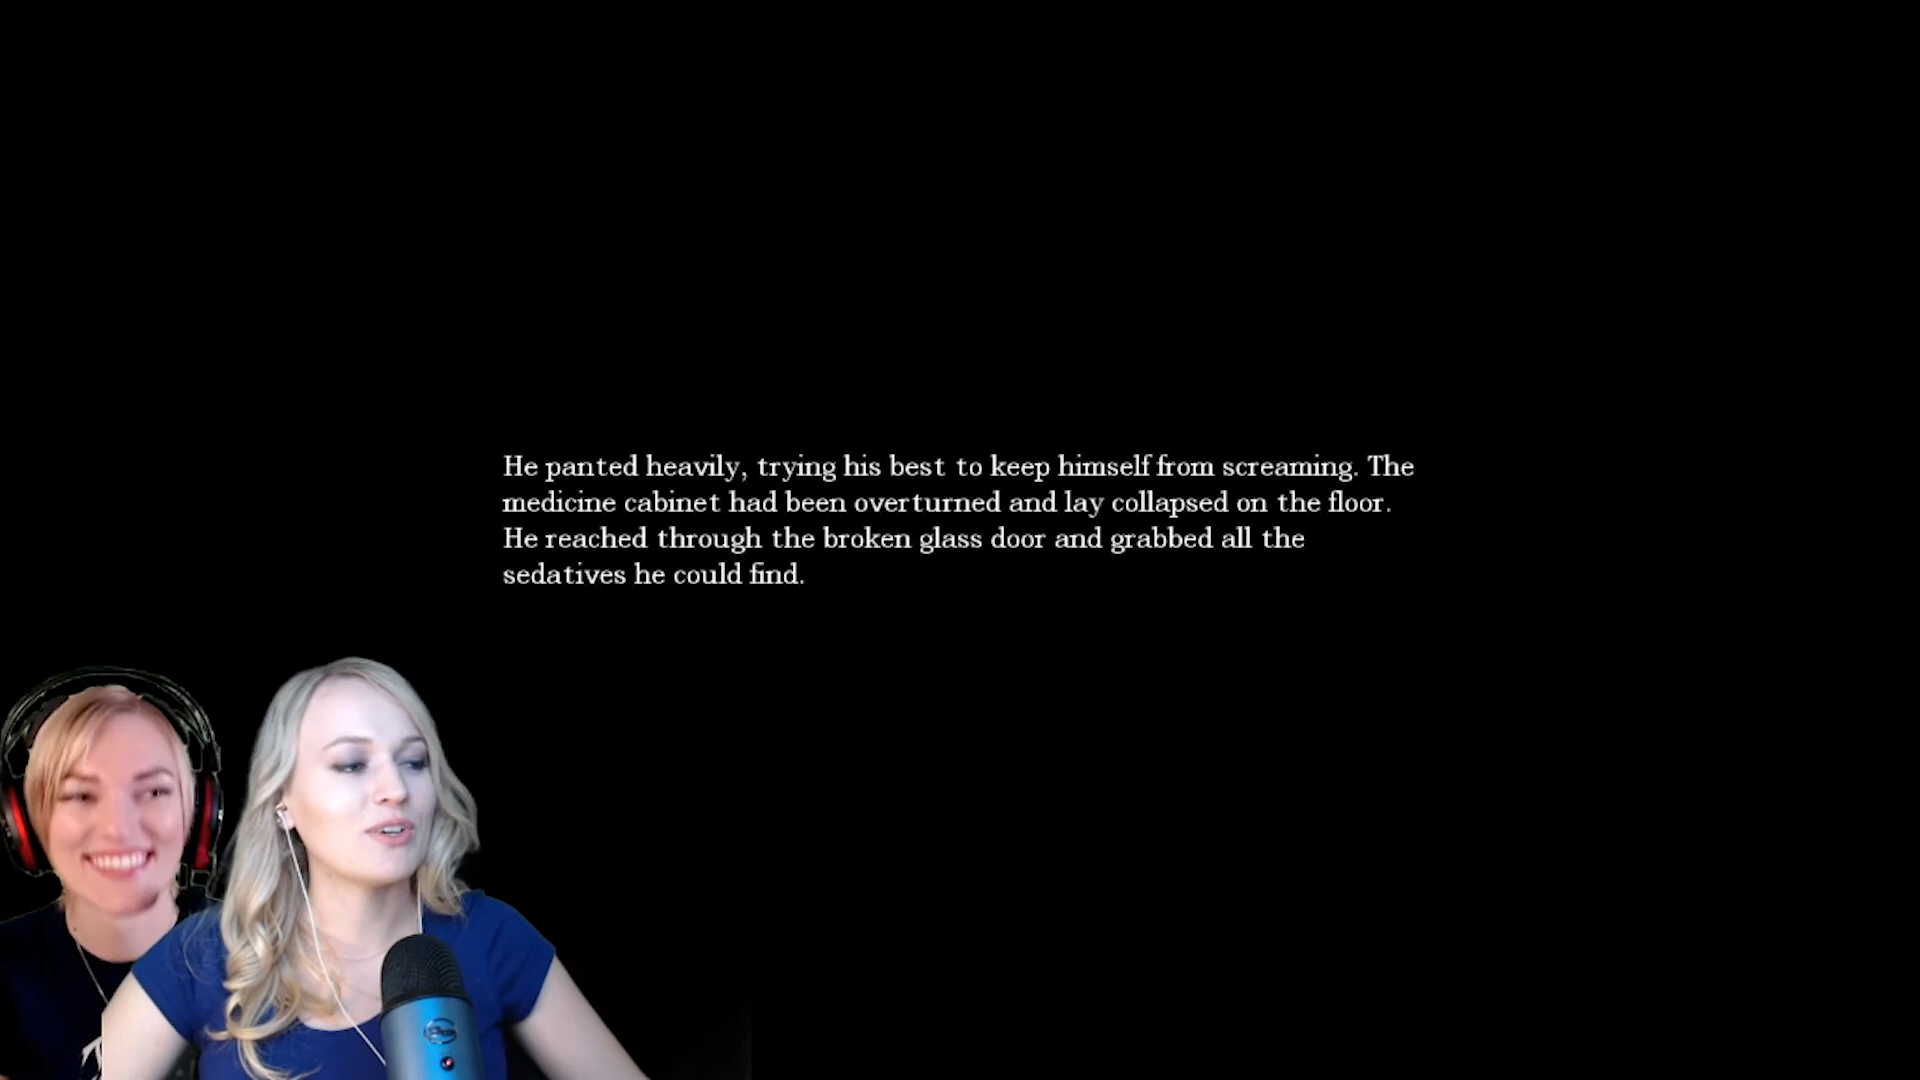 He panted heavily, trying his best to keep himself from screaming. The
medicine cabinet had been overturned and lay collapsed on the floor.
He reached through the broken glass door and grabbed all the
sedatives he could find.